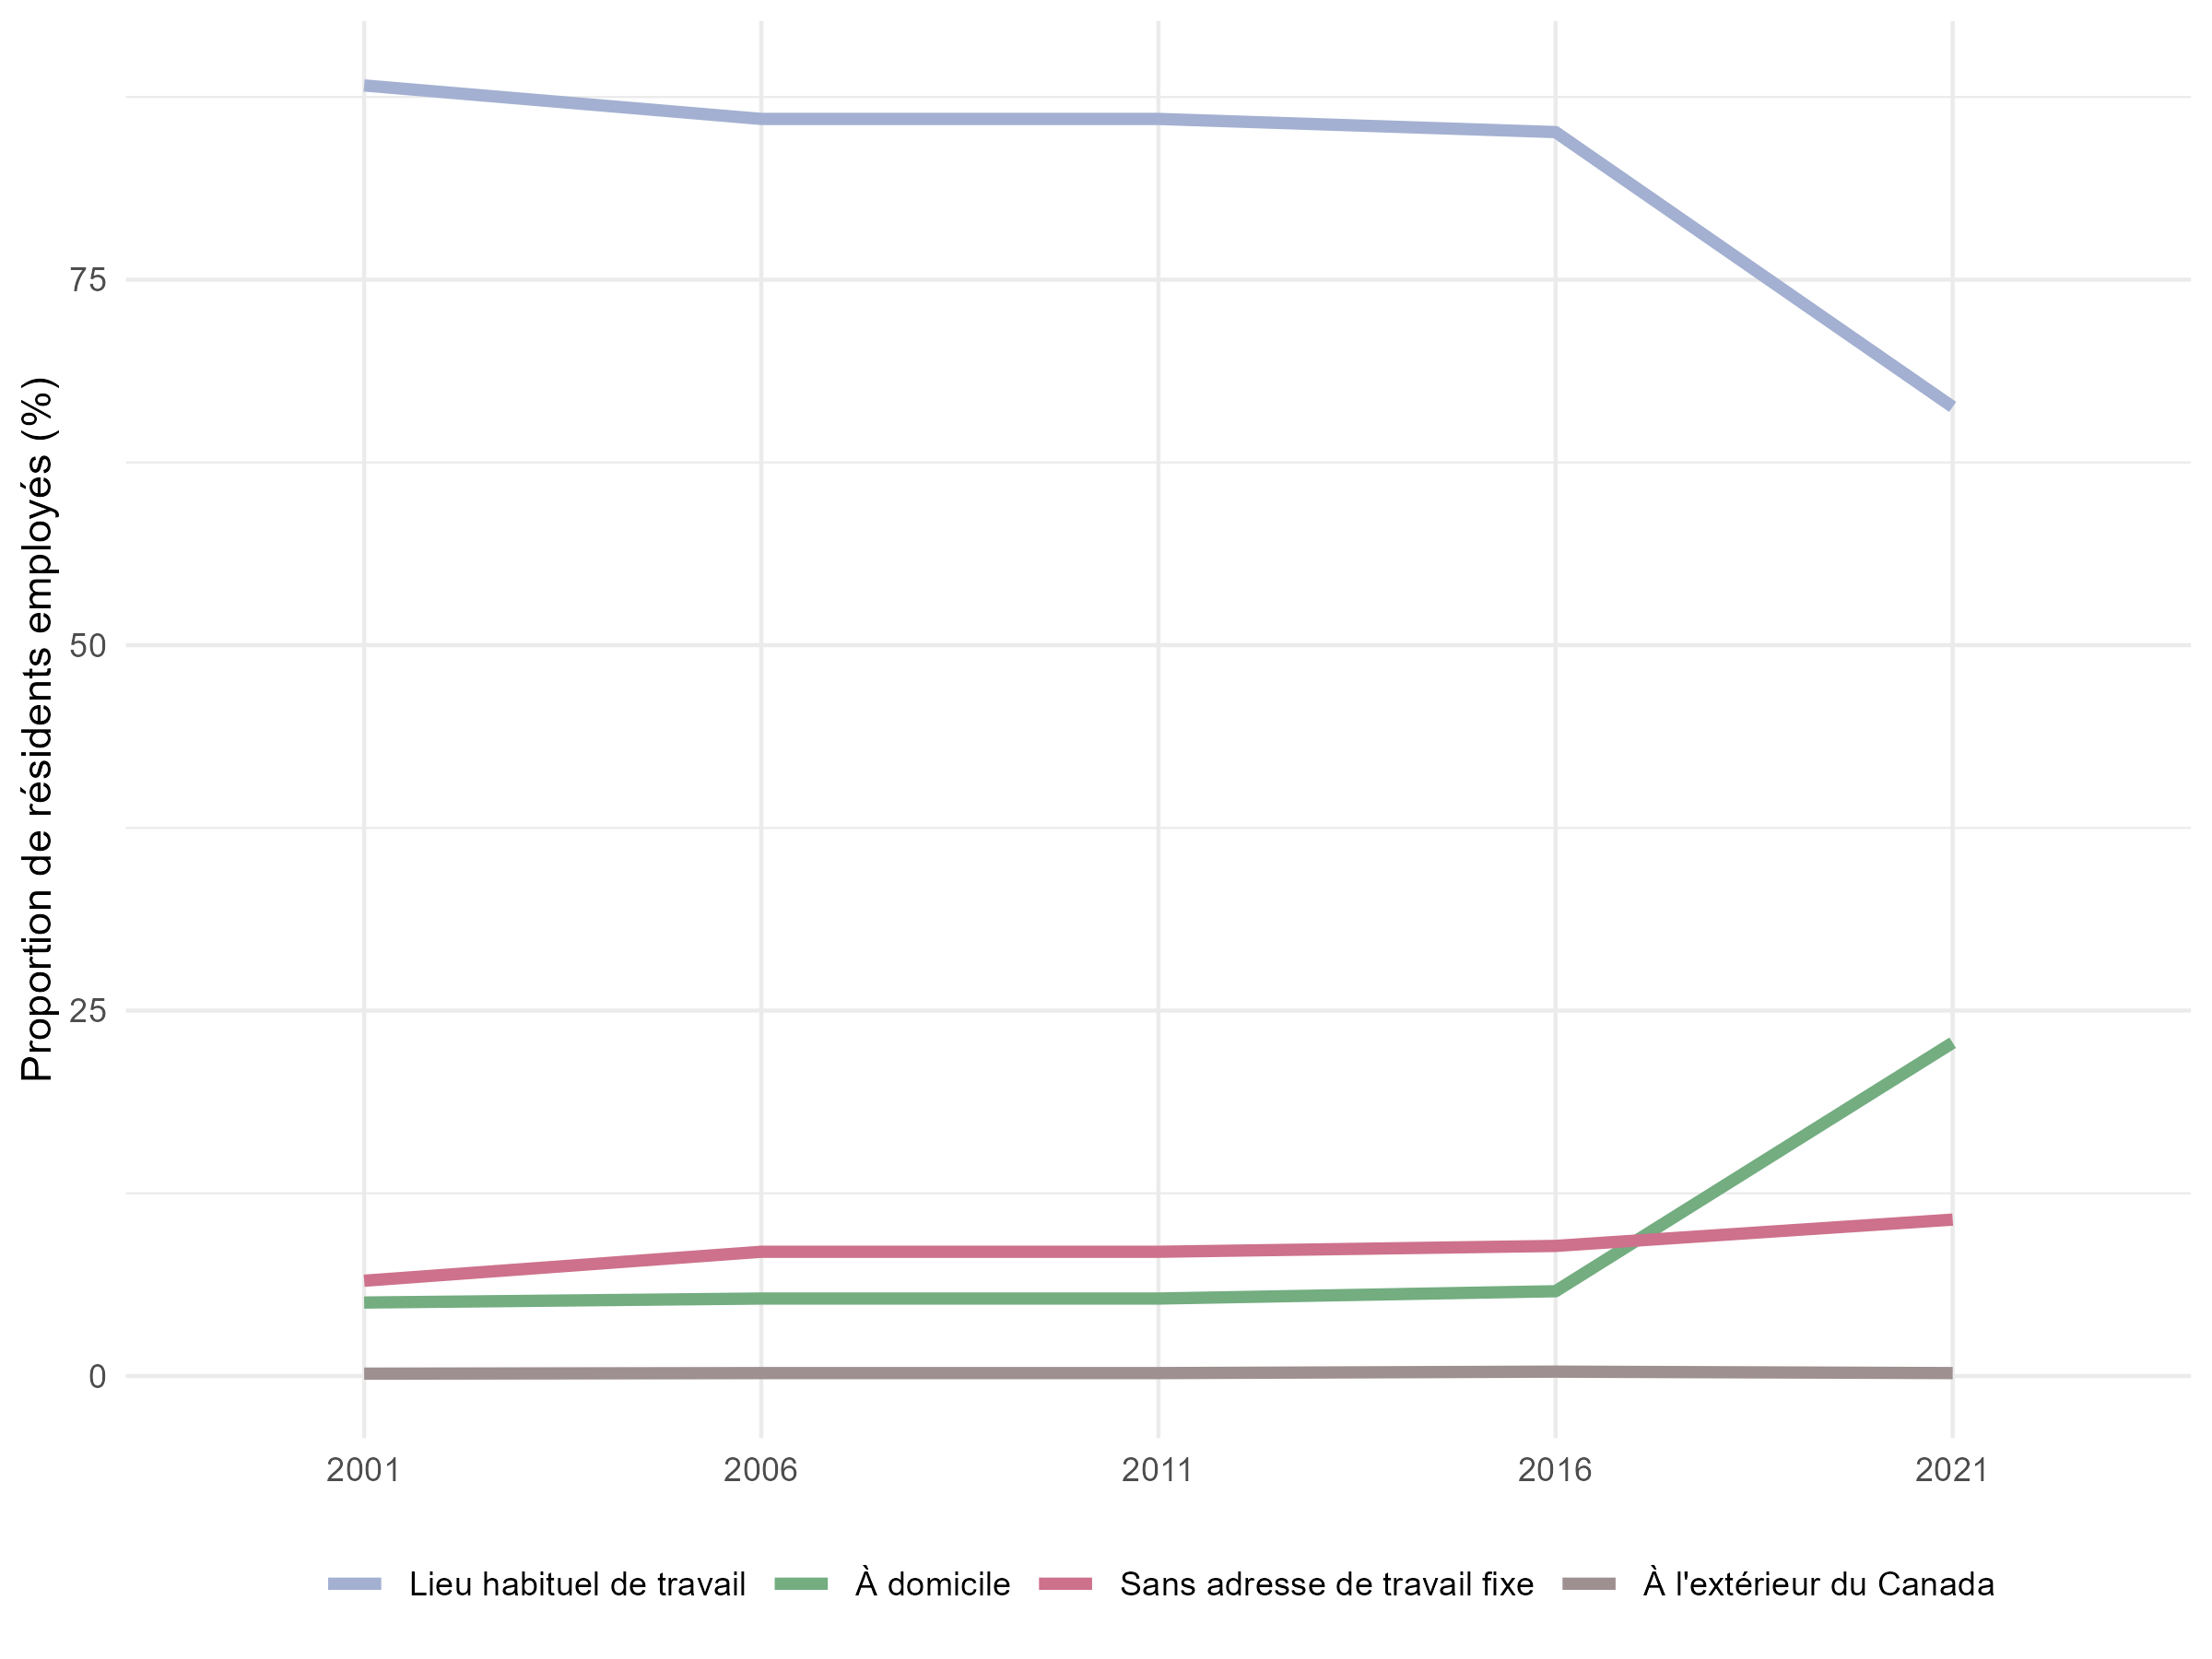 Proportion de résidents employés (%)
75
50
25
0
2001 2006 2011 2016 2021
Lieu habituel de travail À domicile Sans adresse de travail fixe À l'extérieur du Canada